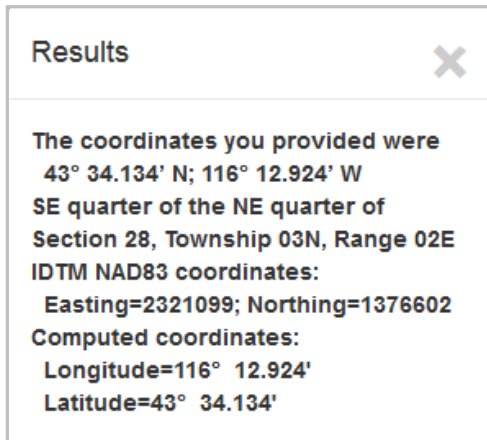 Results
The coordinates you provided were
43° 34.134’ N; 116° 12.924’ W
SE quarter of the NE quarter of
Section 28, Township 03N, Range 02E
IDTM NAD83 coordinates:
Easting=2321099; Northing=1376602
Computed coordinates:
Longitude=116° 12.924'
Latitude=43° 34.134'